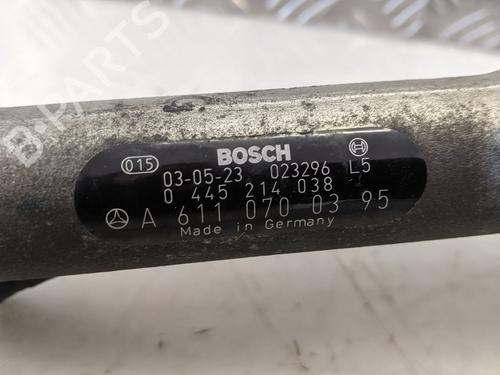 B-PARTS
015 BOSCH
03-05-23 023296 L5
0 445 214 038
A 611 070 03 95
Made in Germany